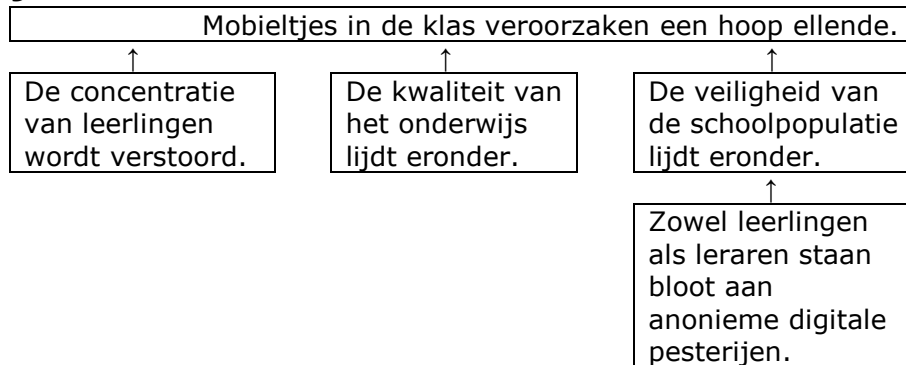 Mobieltjes in de klas veroorzaken een hoop ellende.
↑ ↑ ↑
De concentratie
van leerlingen
wordt verstoord.
De kwaliteit van
het onderwijs
lijdt eronder.
De veiligheid van
de schoolpopulatie
lijdt eronder.
↑
Zowel leerlingen
als leraren staan
bloot aan
anonieme digitale
pesterijen.